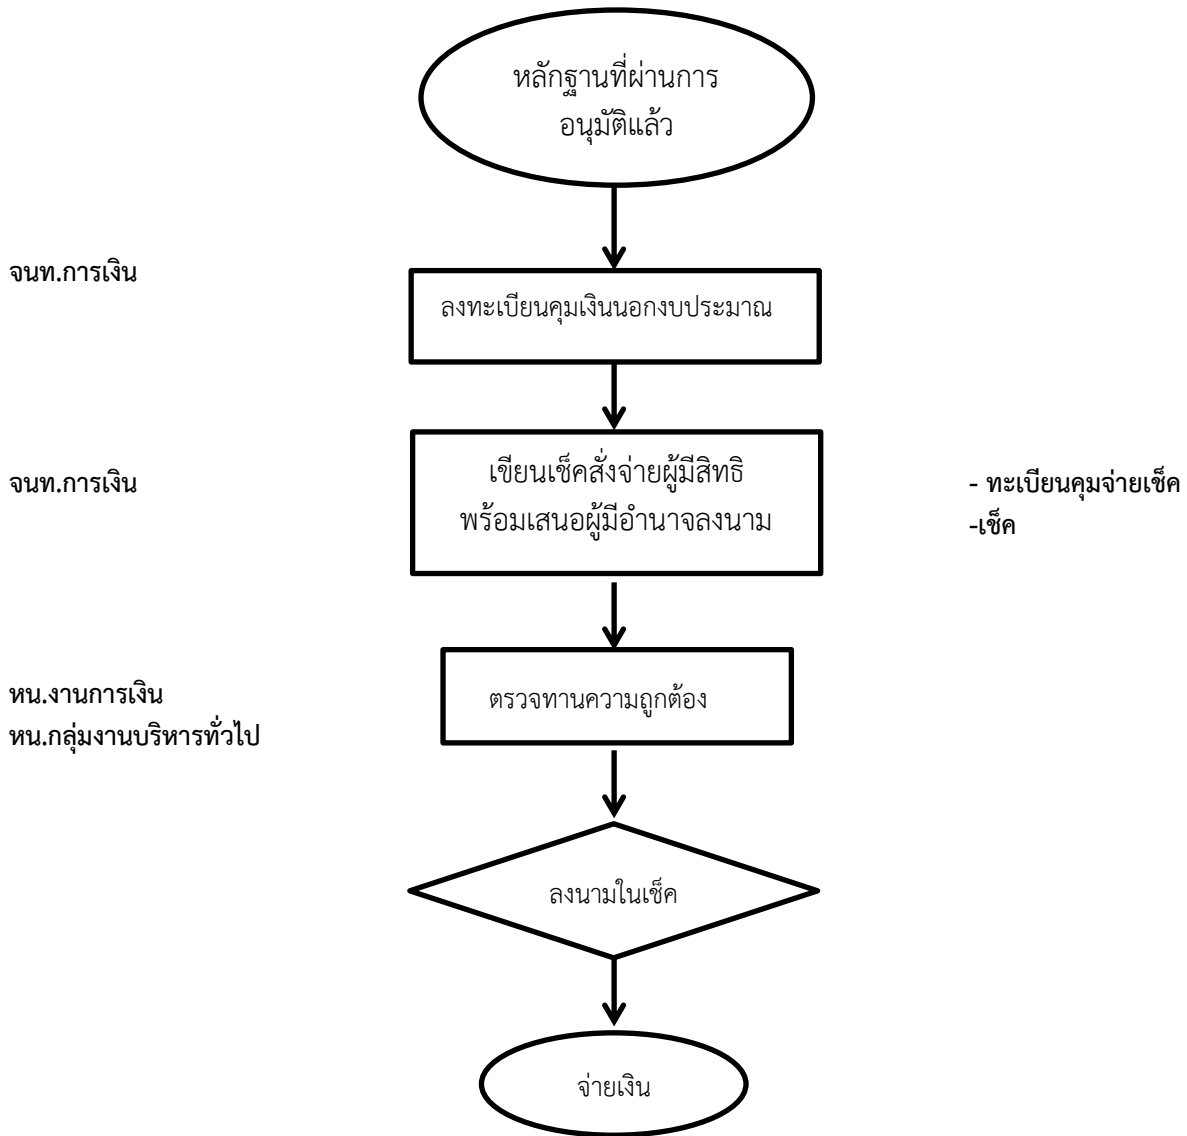 หลักฐานที่ผ่านการ
อนุมัติแล้ว
จนท.การเงิน
ลงทะเบียนคุมเงินนอกงบประมาณ
จนท.การเงิน
เขียนเช็คสั่งจ่ายผู้มีสิทธิ
พร้อมเสนอผู้มีอำนาจลงนาม
- ทะเบียนคุมจ่ายเช็ค
-เช็ค
หน.งานการเงิน
หน.กลุ่มงานบริหารทั่วไป
ตรวจทานความถูกต้อง
ลงนามในเช็ค
จ่ายเงิน